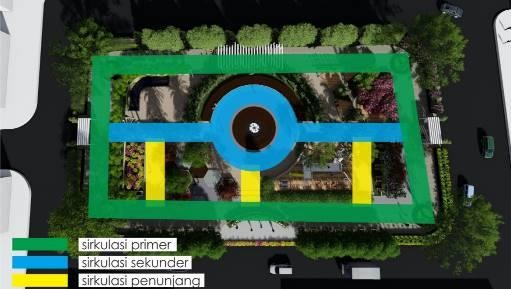 sirkulasi primer
sirkulasi sekunder
sirkulasi penunjang